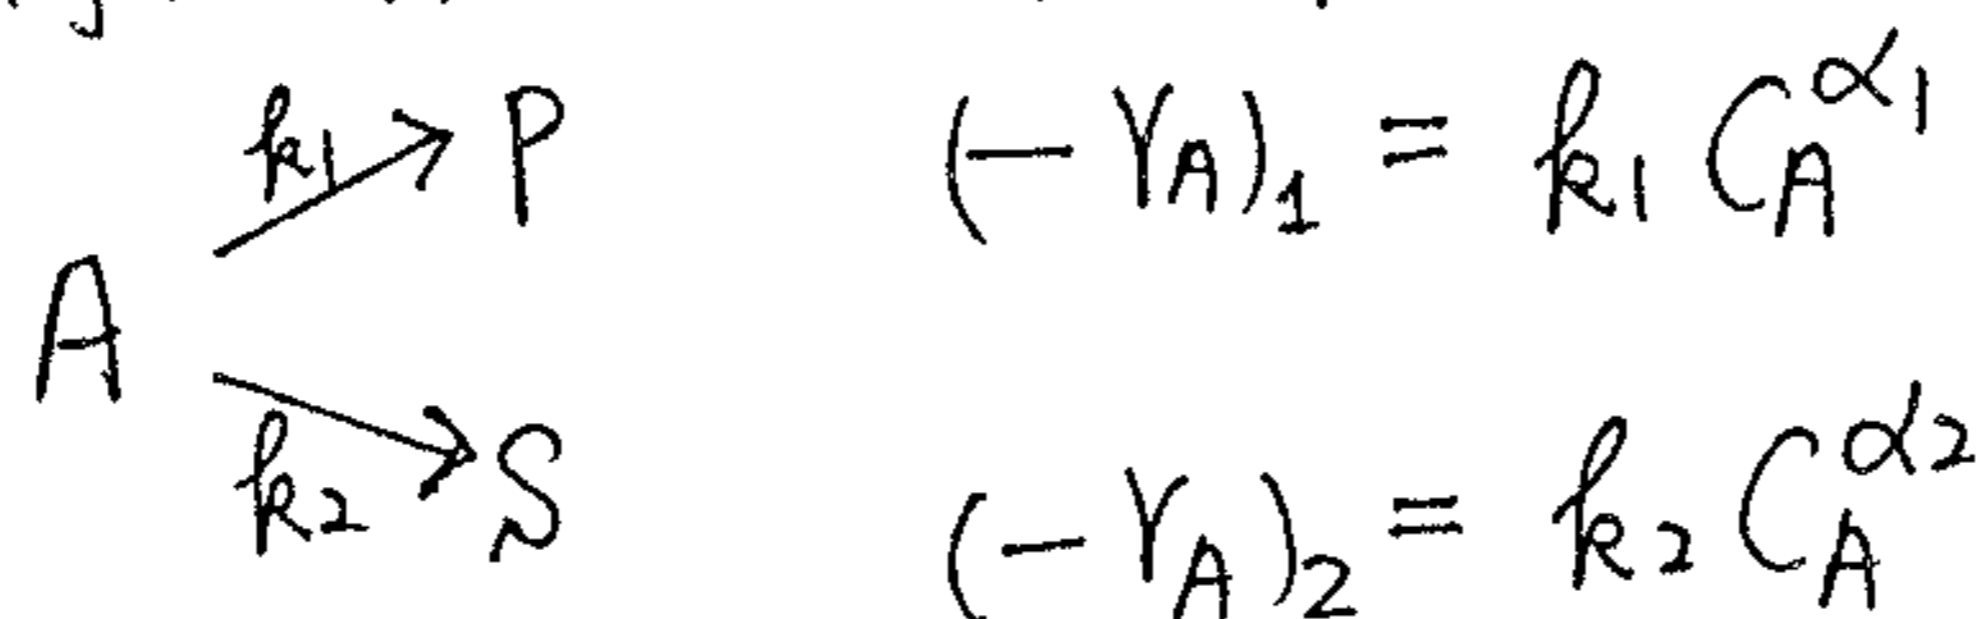 k1 P (-rA)1 = k1 CA^α1
A
k2 S (-rA)2 = k2 CA^α2